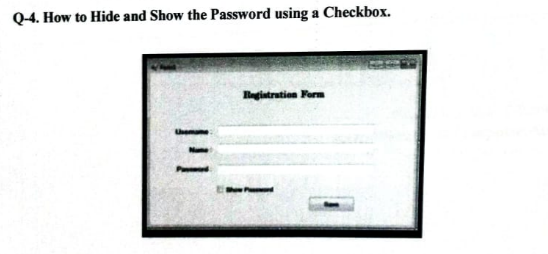 Q-4. How to Hide and Show the Password using a Checkbox.
Registration Form
Username :
Name :
Password
Show Password
Save